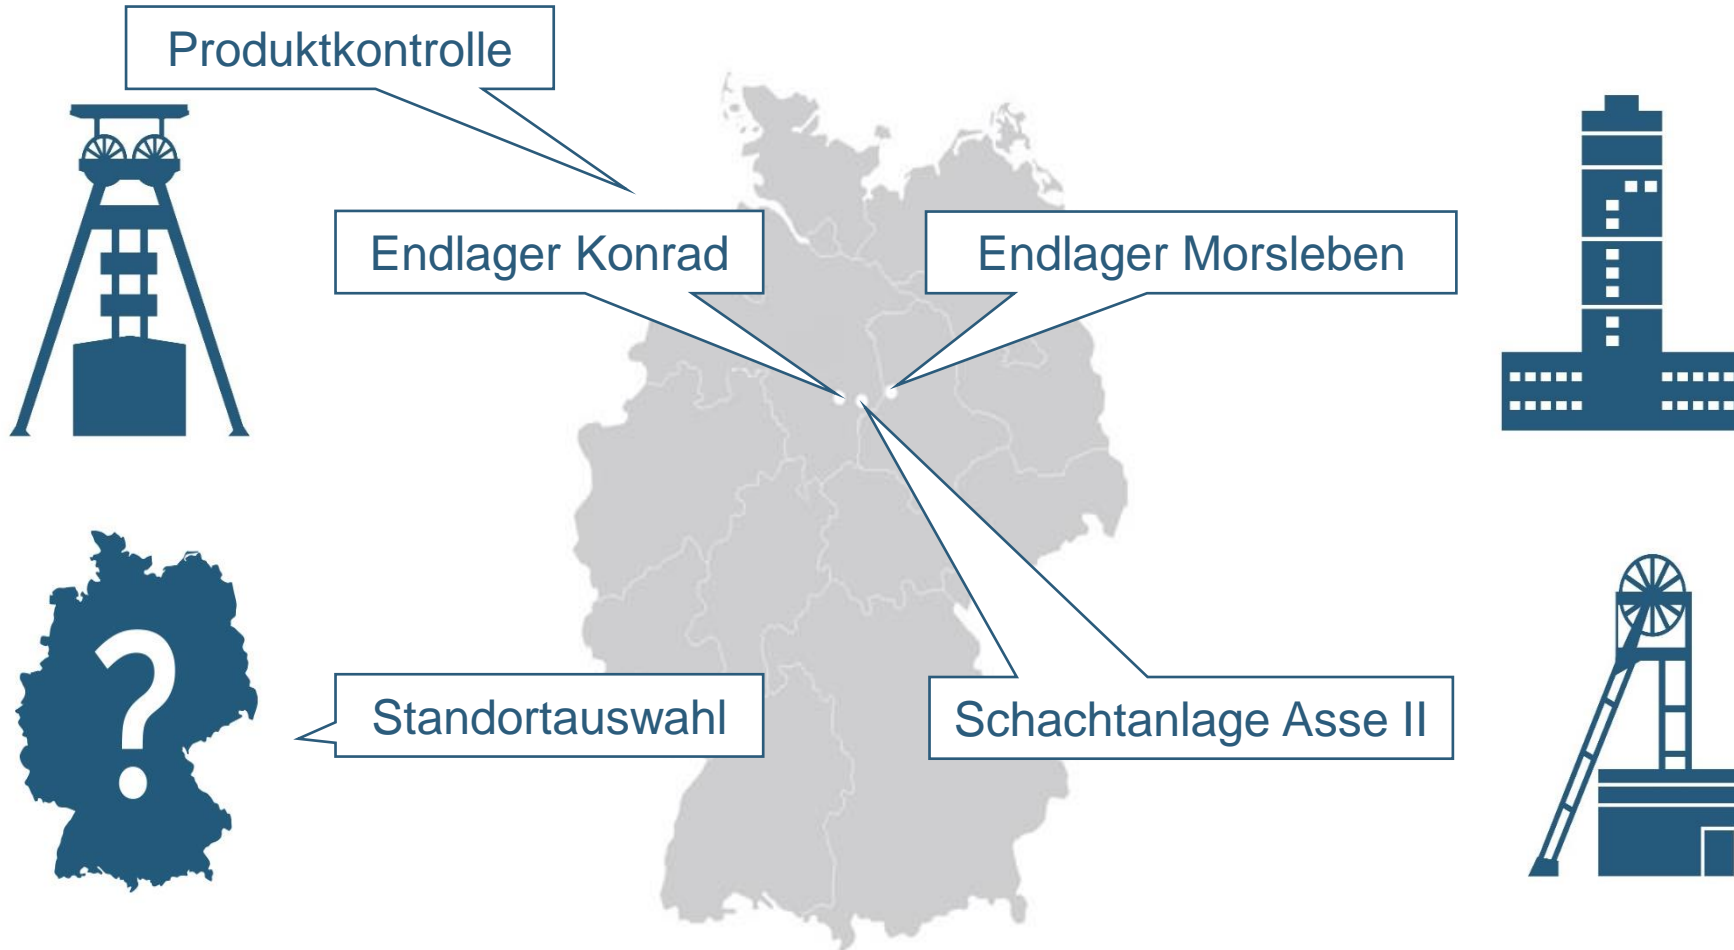 Produktkontrolle
Endlager Konrad
Endlager Morsleben
?
Standortauswahl
Schachtanlage Asse II